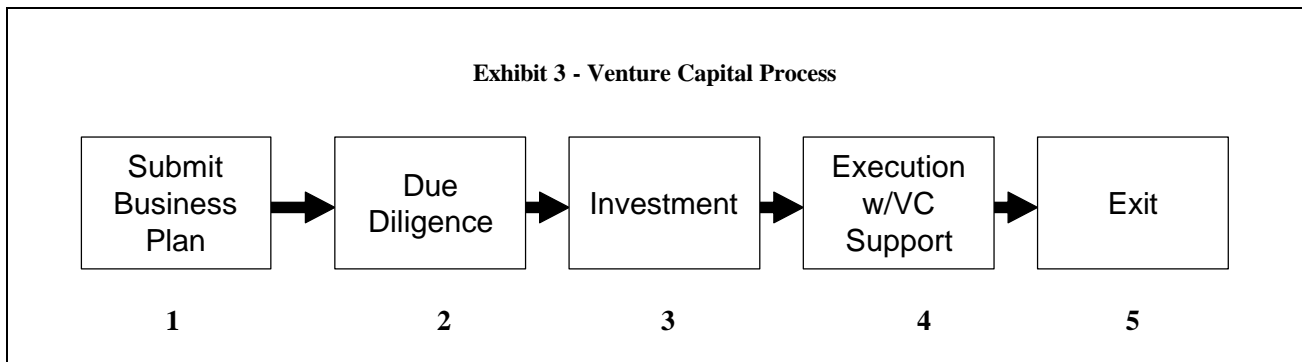 Exhibit 3 - Venture Capital Process
Submit
Business
Plan
Due
Diligence
Investment
Execution
w/VC
Support
Exit
1
2
3
4
5